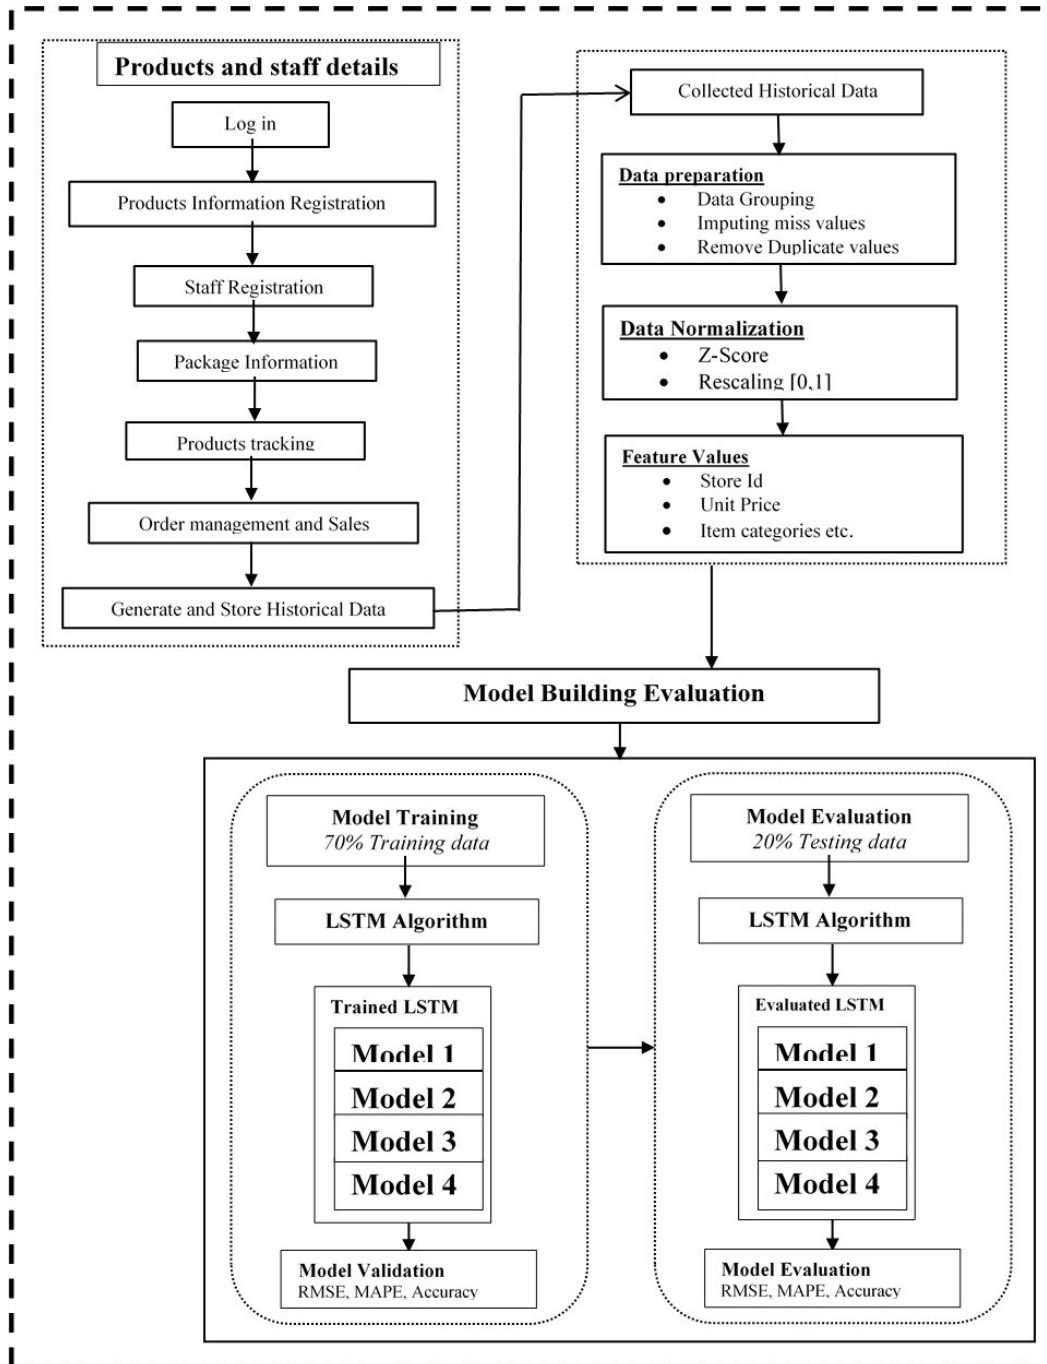 Products and staff details
Log in
Products Information Registration
Staff Registration
Package Information
Products tracking
Order management and Sales
Generate and Store Historical Data
Collected Historical Data
Data preparation
• Data Grouping
• Imputing miss values
• Remove Duplicate values
Data Normalization
• Z-Score
• Rescaling [0,1]
Feature Values
• Store Id
• Unit Price
• Item categories etc.
Model Building Evaluation
Model Training
70% Training data
LSTM Algorithm
Trained LSTM
Model 1
Model 2
Model 3
Model 4
Model Validation
RMSE, MAPE, Accuracy
Model Evaluation
20% Testing data
LSTM Algorithm
Evaluated LSTM
Model 1
Model 2
Model 3
Model 4
Model Evaluation
RMSE, MAPE, Accuracy